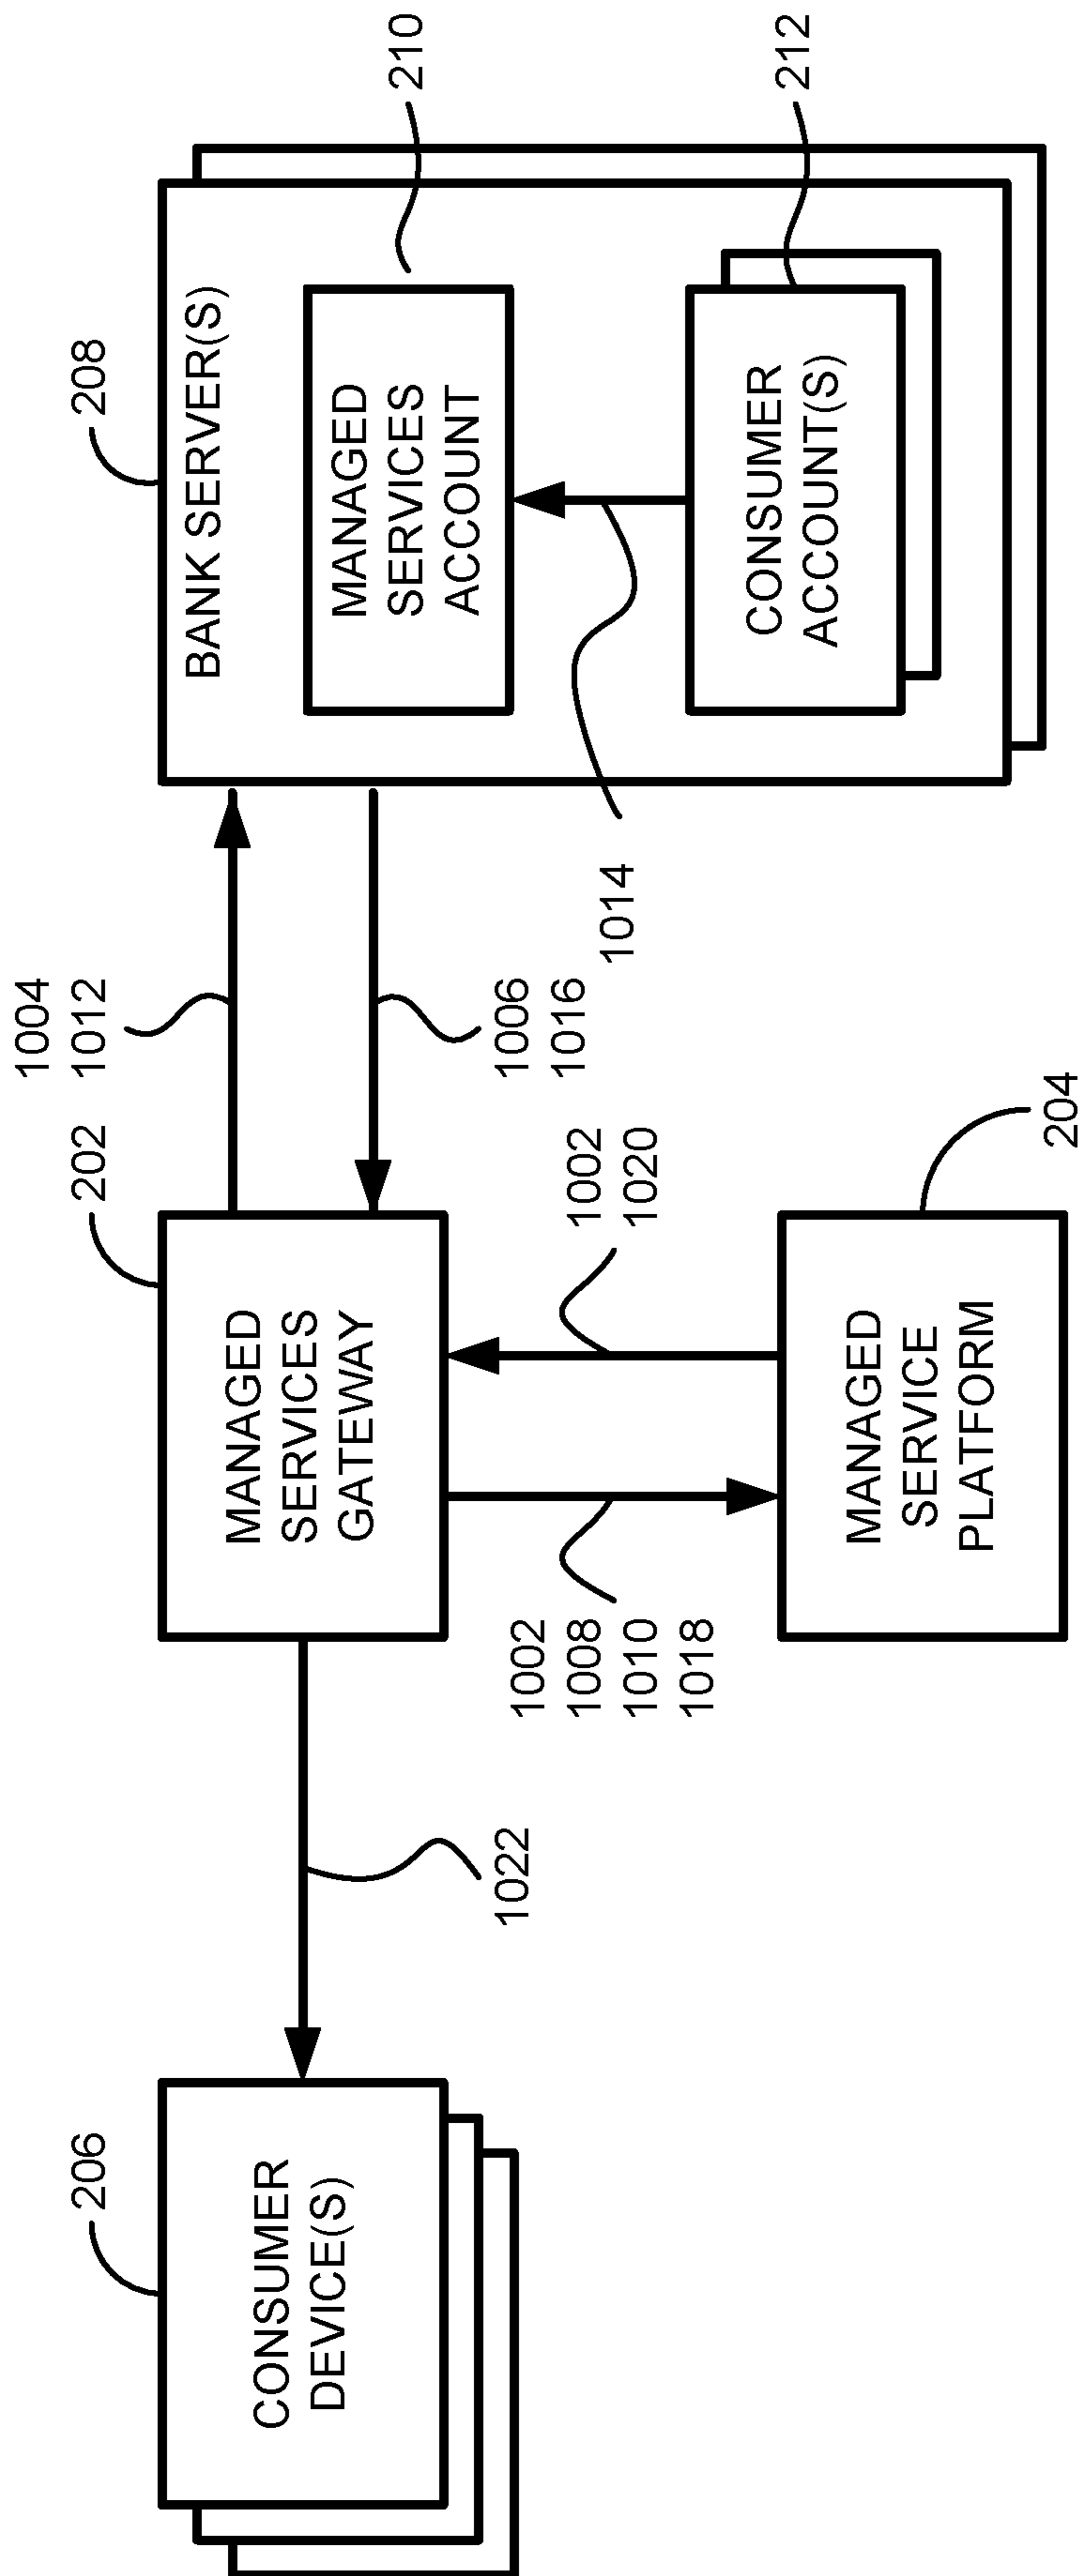 206
CONSUMER
DEVICE(S)
1022
202
MANAGED
SERVICES
GATEWAY
1002
1008
1010
1018
1002
1020
MANAGED
SERVICE
PLATFORM
204
1004
1012
1006
1016
208
BANK SERVER(S)
MANAGED
SERVICES
ACCOUNT
210
1014
CONSUMER
ACCOUNT(S)
212